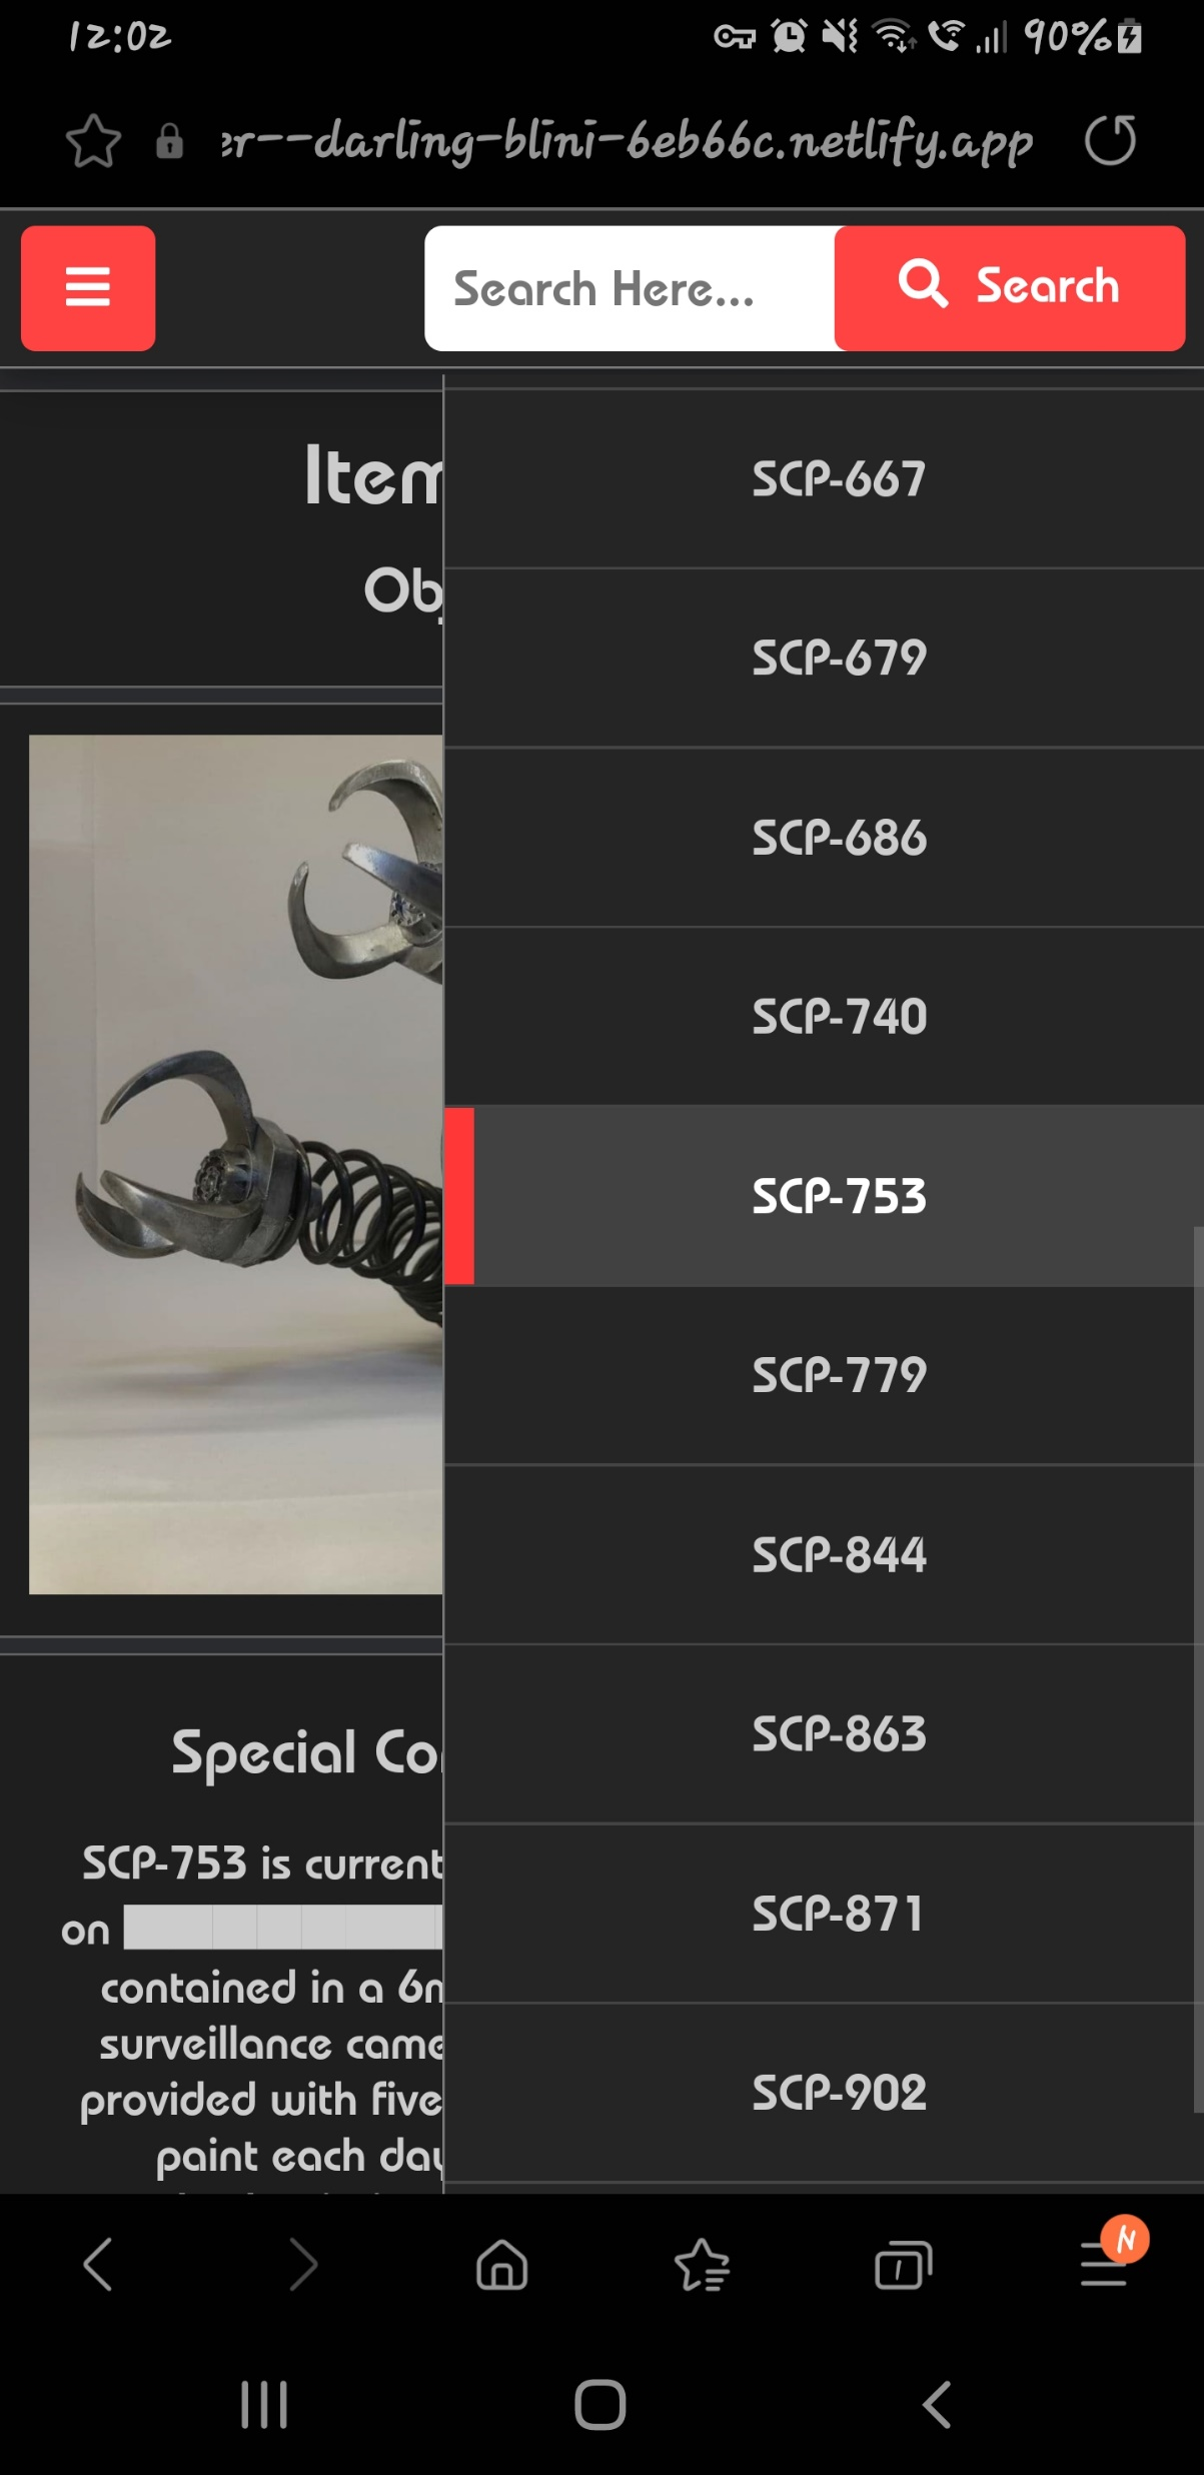 12:02
90%
er--darling-blini-6eb66c.netlify.app
Search Here...
Search
Item
Ob
Special Co
SCP-753 is current
on
contained in a 6
surveillance came
provided with five
paint each day
SCP-667
SCP-679
SCP-686
SCP-740
SCP-753
SCP-779
SCP-844
SCP-863
SCP-871
SCP-902
1
N